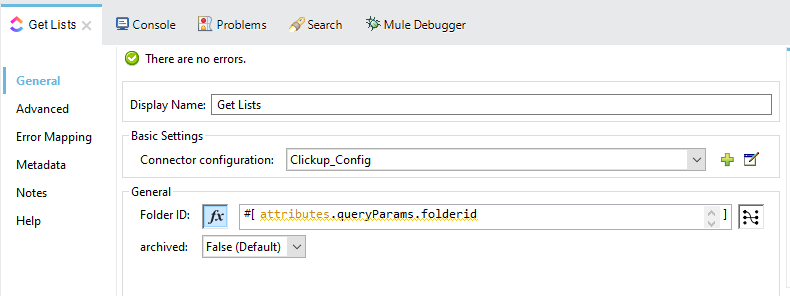 Get Lists
Console
Problems
Search
Mule Debugger
There are no errors.
General
Advanced
Error Mapping
Metadata
Notes
Help
Display Name: Get Lists
Basic Settings
Connector configuration: Clickup_Config
General
Folder ID: fx #[ attributes.queryParams.folderid ]
archived: False (Default)